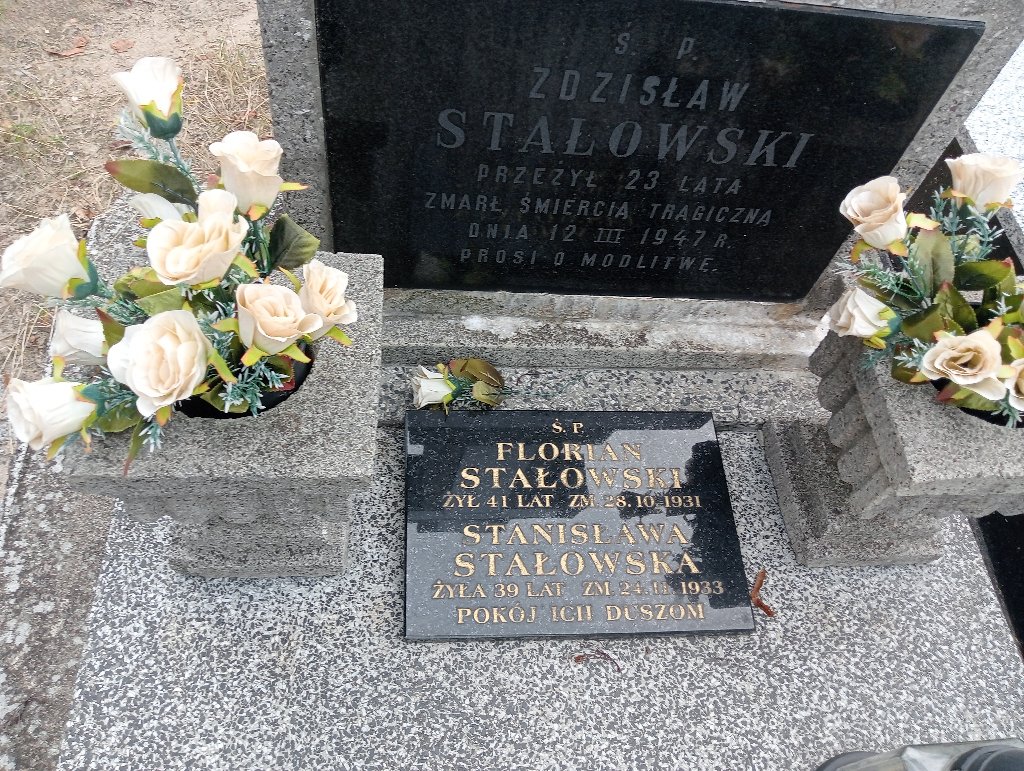 Ś. P.
ZDZISŁAW
STAŁOWSKI
PRZEŻYŁ 23 LATA
ZMARŁ ŚMIERCIĄ TRAGICZNĄ
DNIA 12 III 1947 R.
PROSI O MODLITWĘ.
Ś. P.
FLORIAN
STAŁOWSKI
ŻYŁ 41 LAT ZM 28.10.1931
STANISŁAWA
STAŁOWSKA
ŻYŁA 39 LAT ZM 24.11.1933
POKÓJ ICH DUSZOM